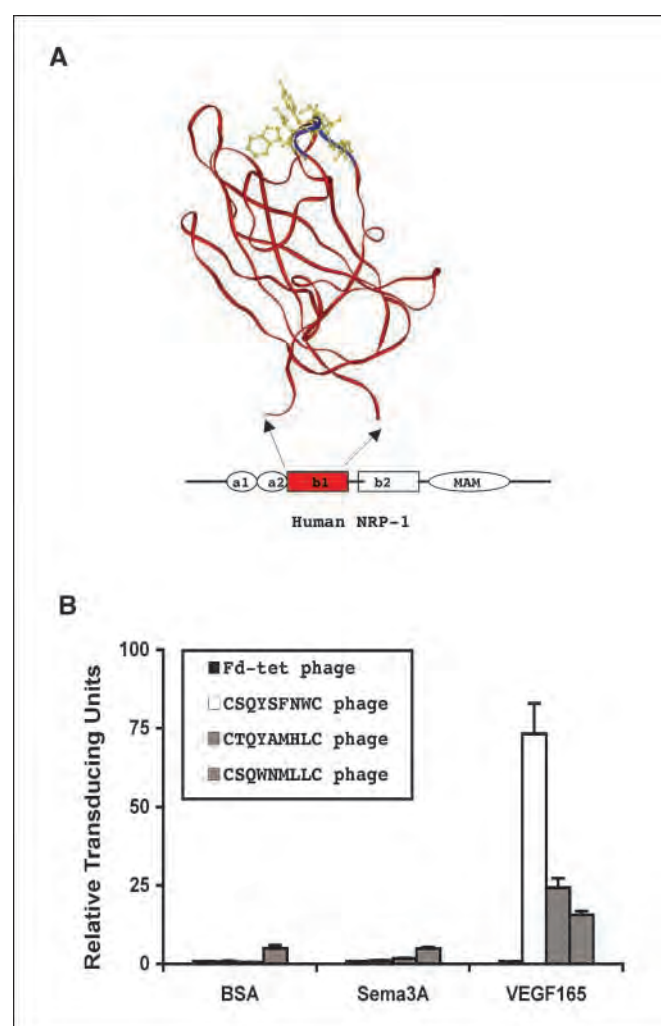 A
a1 a2 b1 b2 MAM
Human NRP-1
B
100
75
50
25
0
Relative Transducing Units
Fd-tet phage
CSQYSFNWC phage
CTQYAMHLC phage
CSQWNMLLC phage
BSA Sema3A VEGF165